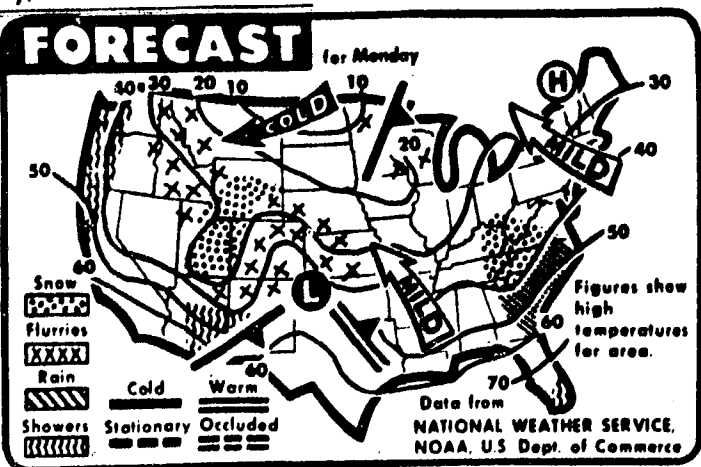 FORECAST for Monday
40 30 20 10 10 30
COLD
H
MILD
20
40
50
50
60
L
MILD
60
60
70
Snow
Flurries
XXXX
Rain
Showers
Cold Warm
Stationary Occluded
Figures show
high
temperatures
for area.
Data from
NATIONAL WEATHER SERVICE,
NOAA, U.S Dept. of Commerce